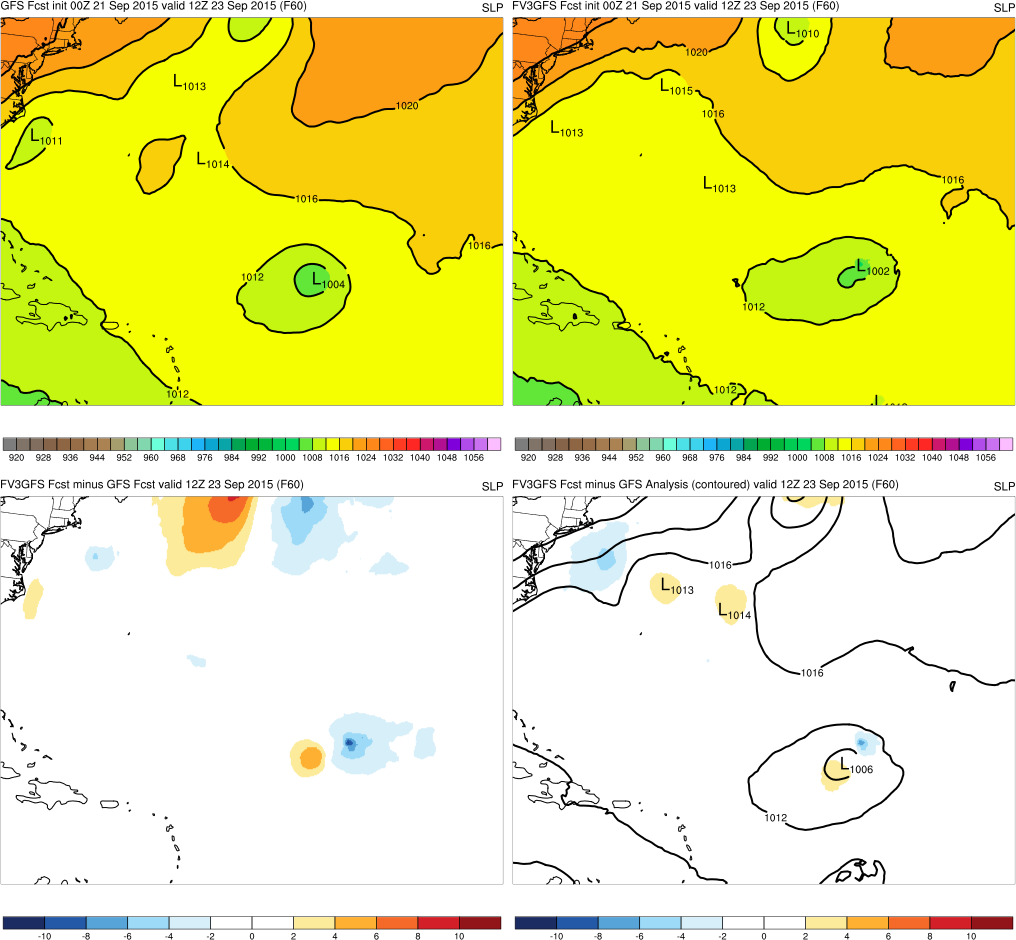 GFS Fcst init 00Z 21 Sep 2015 valid 12Z 23 Sep 2015 (F60) SLP
L1013
1020
L1011
L1014
1016
1016
1012
L1004
1012
920 928 936 944 952 960 968 976 984 992 1000 1008 1016 1024 1032 1040 1048 1056
FV3GFS Fcst init 00Z 21 Sep 2015 valid 12Z 23 Sep 2015 (F60) SLP
L1010
1020
L1015
1016
L1013
L1013
1016
L1002
1012
1012
L
920 928 936 944 952 960 968 976 984 992 1000 1008 1016 1024 1032 1040 1048 1056
FV3GFS Fcst minus GFS Fcst valid 12Z 23 Sep 2015 (F60) SLP
-10 -8 -6 -4 -2 0 2 4 6 8 10
FV3GFS Fcst minus GFS Analysis (contoured) valid 12Z 23 Sep 2015 (F60) SLP
1016
L1013
L1014
1016
L1006
1012
-10 -8 -6 -4 -2 0 2 4 6 8 10